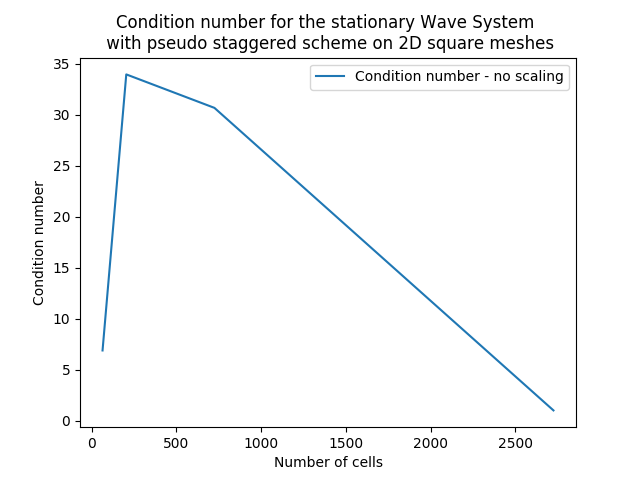 Condition number for the stationary Wave System
with pseudo staggered scheme on 2D square meshes
Condition number - no scaling
35
30
25
20
15
10
5
0
Condition number
0
500
1000
1500
2000
2500
Number of cells